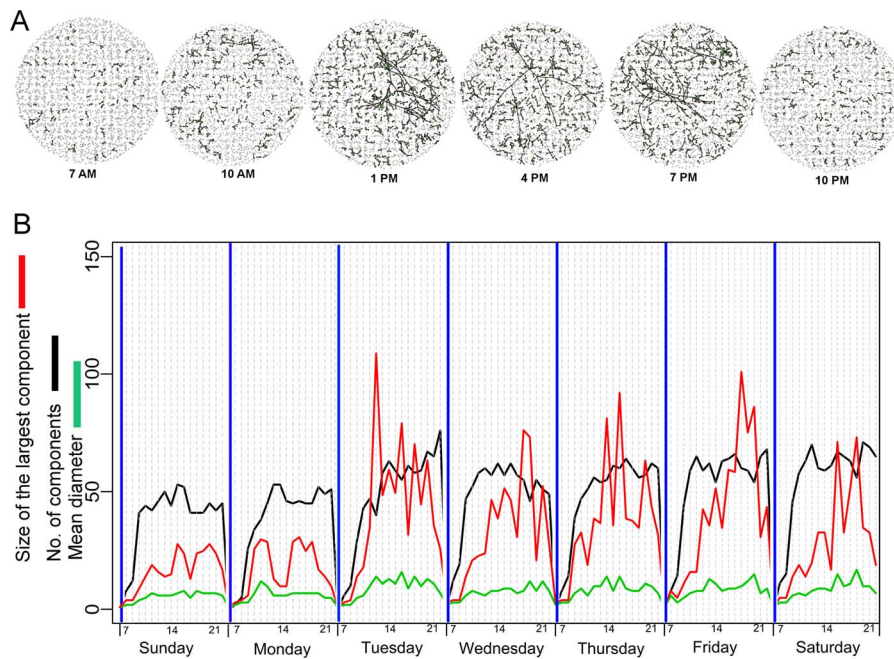 A
7 AM
10 AM
1 PM
4 PM
7 PM
10 PM
B
Size of the largest component
No. of components
Mean diameter
150
100
50
0
7 14 21
7 14 21
7 14 21
7 14 21
7 14 21
7 14 21
7 14 21
Sunday
Monday
Tuesday
Wednesday
Thursday
Friday
Saturday